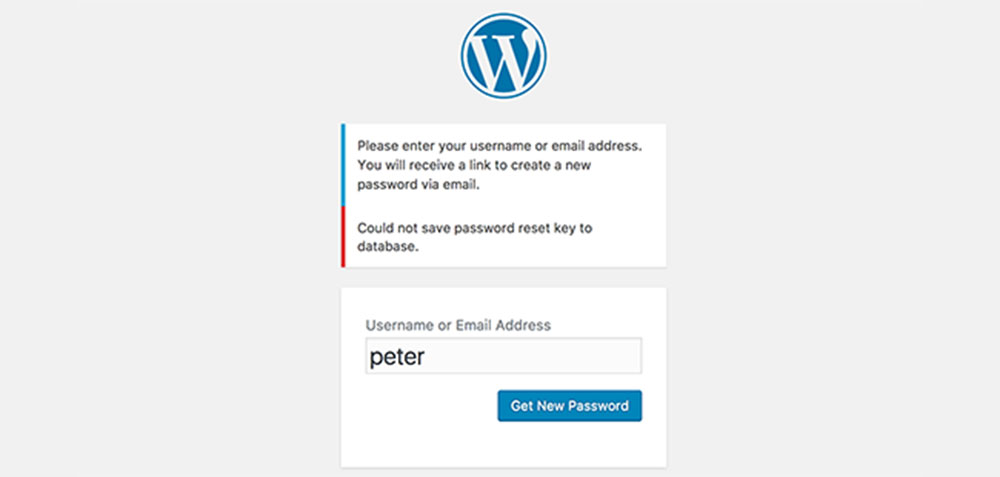 Please enter your username or email address.
You will receive a link to create a new
password via email.
Could not save password reset key to
database.
Username or Email Address
peter
Get New Password